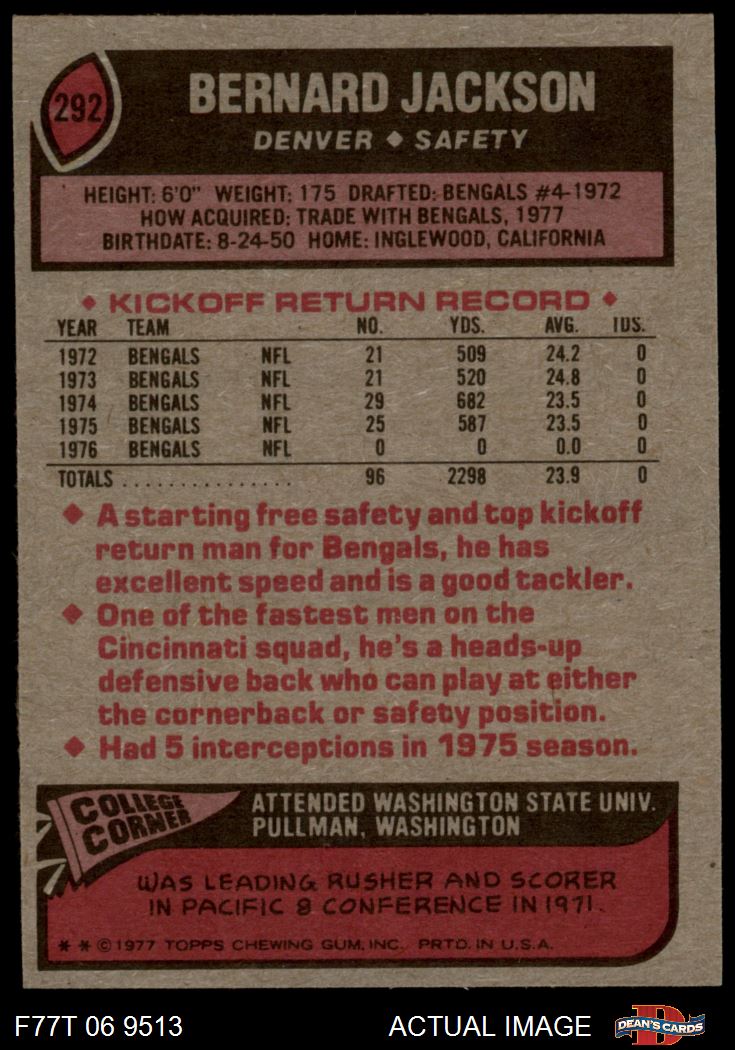 292
BERNARD JACKSON
DENVER ◆ SAFETY
HEIGHT: 6'0" WEIGHT: 175 DRAFTED: BENGALS #4-1972
HOW ACQUIRED: TRADE WITH BENGALS, 1977
BIRTHDATE: 8-24-50 HOME: INGLEWOOD, CALIFORNIA
◆ KICKOFF RETURN RECORD ◆
YEAR TEAM NO. YDS. AVG. TDS.
1972 BENGALS NFL 21 509 24.2 0
1973 BENGALS NFL 21 520 24.8 0
1974 BENGALS NFL 29 682 23.5 0
1975 BENGALS NFL 25 587 23.5 0
1976 BENGALS NFL 0 0 0.0 0
TOTALS . . . . . . . . . . . . . . . 96 2298 23.9 0
◆ A starting free safety and top kickoff
return man for Bengals, he has
excellent speed and is a good tackler.
◆ One of the fastest men on the
Cincinnati squad, he's a heads-up
defensive back who can play at either
the cornerback or safety position.
◆ Had 5 interceptions in 1975 season.
COLLEGE
CORNER
ATTENDED WASHINGTON STATE UNIV.
PULLMAN, WASHINGTON
WAS LEADING RUSHER AND SCORER
IN PACIFIC 8 CONFERENCE IN 1971.
* * © 1977 TOPPS CHEWING GUM, INC. PRTD. IN U.S.A.
F77T 06 9513 ACTUAL IMAGE
D
DEAN'S CARDS